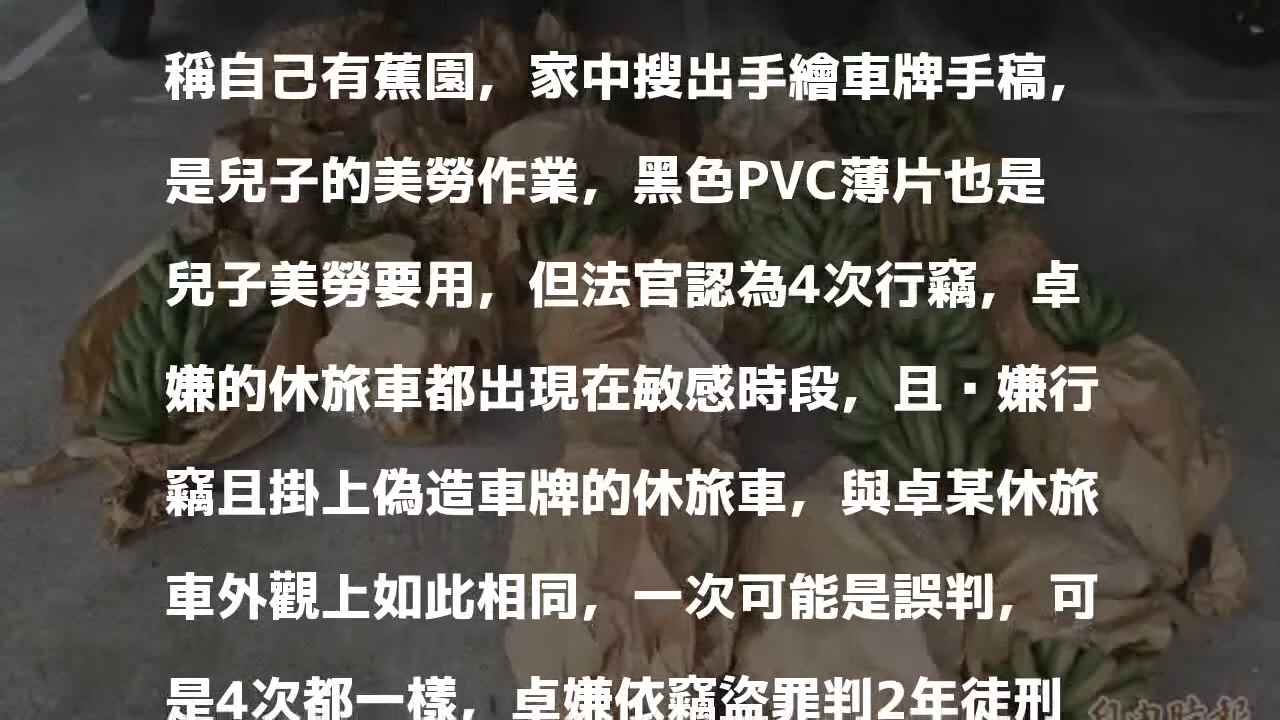 稱自己有蕉園，家中搜出手繪車牌手稿，
是兒子的美勞作業，黑色PVC薄片也是
兒子美勞要用，但法官認為4次行竊，卓
嫌的休旅車都出現在敏感時段，且▪嫌行
竊且掛上偽造車牌的休旅車，與卓某休旅
車外觀上如此相同，一次可能是誤判，可
是4次都一樣，卓嫌依竊盜罪判2年徒刑
自由時報